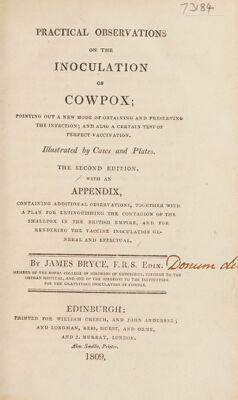 73184
PRACTICAL OBSERVATIONS
ON THE
INOCULATION
OF
COWPOX;
POINTING OUT A NEW MODE OF OBTAINING AND PRESERVING
THE INFECTION; AND ALSO A CERTAIN TEST OF
PERFECT VACCINATION.
Illustrated by Cases and Plates.
THE SECOND EDITION.
WITH AN
APPENDIX,
CONTAINING ADDITIONAL OBSERVATIONS, TOGETHER WITH
A PLAN FOR EXTINGUISHING THE CONTAGION OF THE
SMALLPOX IN THE BRITISH EMPIRE, AND FOR
RENDERING THE VACCINE INOCULATION GE-
NERAL AND EFFECTUAL.
By JAMES BRYCE, F.R.S. EDIN.
Donum
MEMBER OF THE ROYAL COLLEGE OF SURGEONS OF EDINBURGH, SURGEON TO THE
ORPHAN HOSPITAL, AND ONE OF THE SURGEONS TO THE INSTITUTION
FOR THE GRATUITOUS INOCULATION OF COWPOX.
EDINBURGH:
PRINTED FOR WILLIAM CREECH, AND JOHN ANDERSON;
AND LONGMAN, REES, HURST, AND ORME,
AND J. MURRAY, LONDON.
Alex Smellie, Printer.
1809.